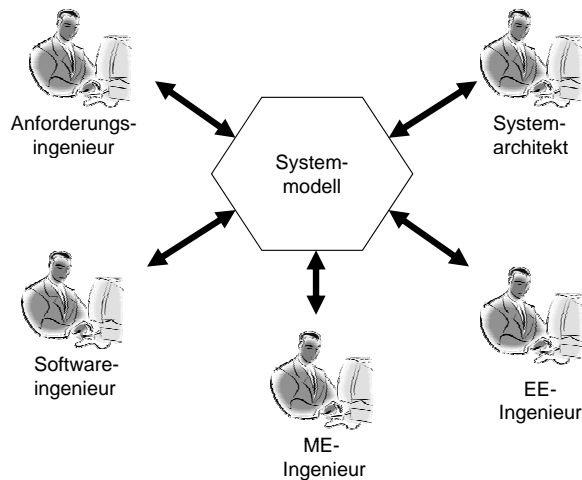 Anforderungs-
ingenieur
System-
architekt
System-
modell
Software-
ingenieur
ME-
Ingenieur
EE-
Ingenieur